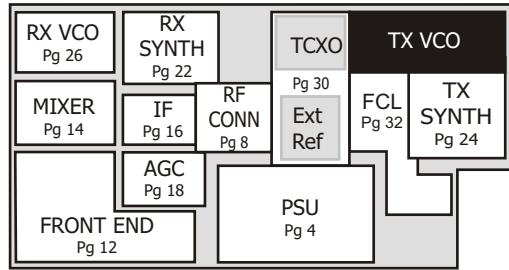 RX VCO
Pg 26
RX
SYNTH
Pg 22
TCXO
Pg 30
Ext
Ref
TX VCO
MIXER
Pg 14
IF
Pg 16
RF
CONN
Pg 8
FCL
Pg 32
TX
SYNTH
Pg 24
AGC
Pg 18
FRONT END
Pg 12
PSU
Pg 4